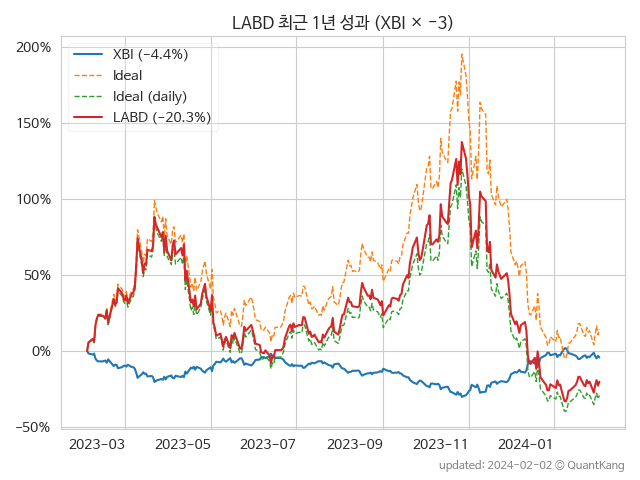 LABD 최근 1년 성과 (XBI × −3)
200%
150%
100%
50%
0%
−50%
XBI (−4.4%)
Ideal
Ideal (daily)
LABD (−20.3%)
2023-03
2023-05
2023-07
2023-09
2023-11
2024-01
updated: 2024-02-02 © QuantKang